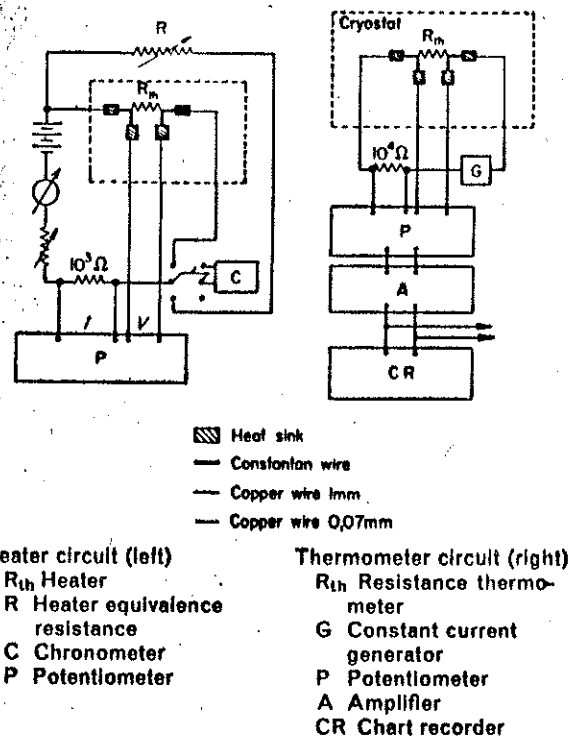 R
R_th
10³Ω
C
I
V
P
Cryostat
R_th
10⁴Ω
G
P
A
CR
Heat sink
Constantan wire
Copper wire 1mm
Copper wire 0,07mm
eater circuit (left)
R_th Heater
R Heater equivalence
resistance
C Chronometer
P Potentiometer
Thermometer circuit (right)
R_th Resistance thermo-
meter
G Constant current
generator
P Potentiometer
A Amplifier
CR Chart recorder